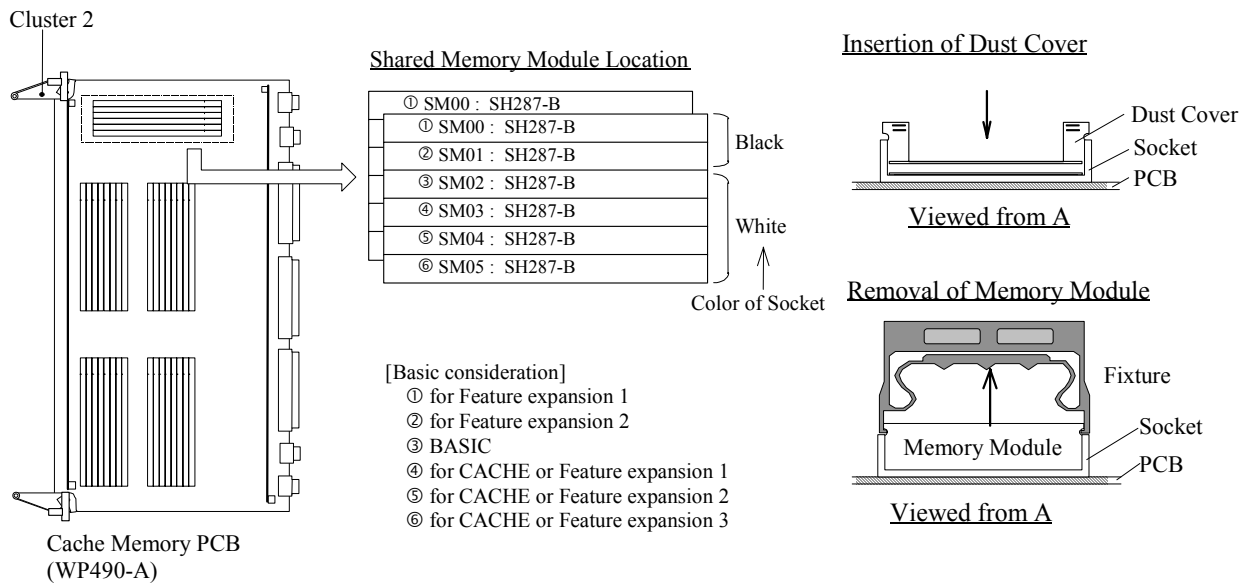 Cluster 2
Cache Memory PCB
(WP490-A)
Shared Memory Module Location
① SM00 : SH287-B
① SM00 : SH287-B
② SM01 : SH287-B
③ SM02 : SH287-B
④ SM03 : SH287-B
⑤ SM04 : SH287-B
⑥ SM05 : SH287-B
Black
White
Color of Socket
[Basic consideration]
① for Feature expansion 1
② for Feature expansion 2
③ BASIC
④ for CACHE or Feature expansion 1
⑤ for CACHE or Feature expansion 2
⑥ for CACHE or Feature expansion 3
Insertion of Dust Cover
Dust Cover
Socket
PCB
Viewed from A
Removal of Memory Module
Fixture
Memory Module
Socket
PCB
Viewed from A